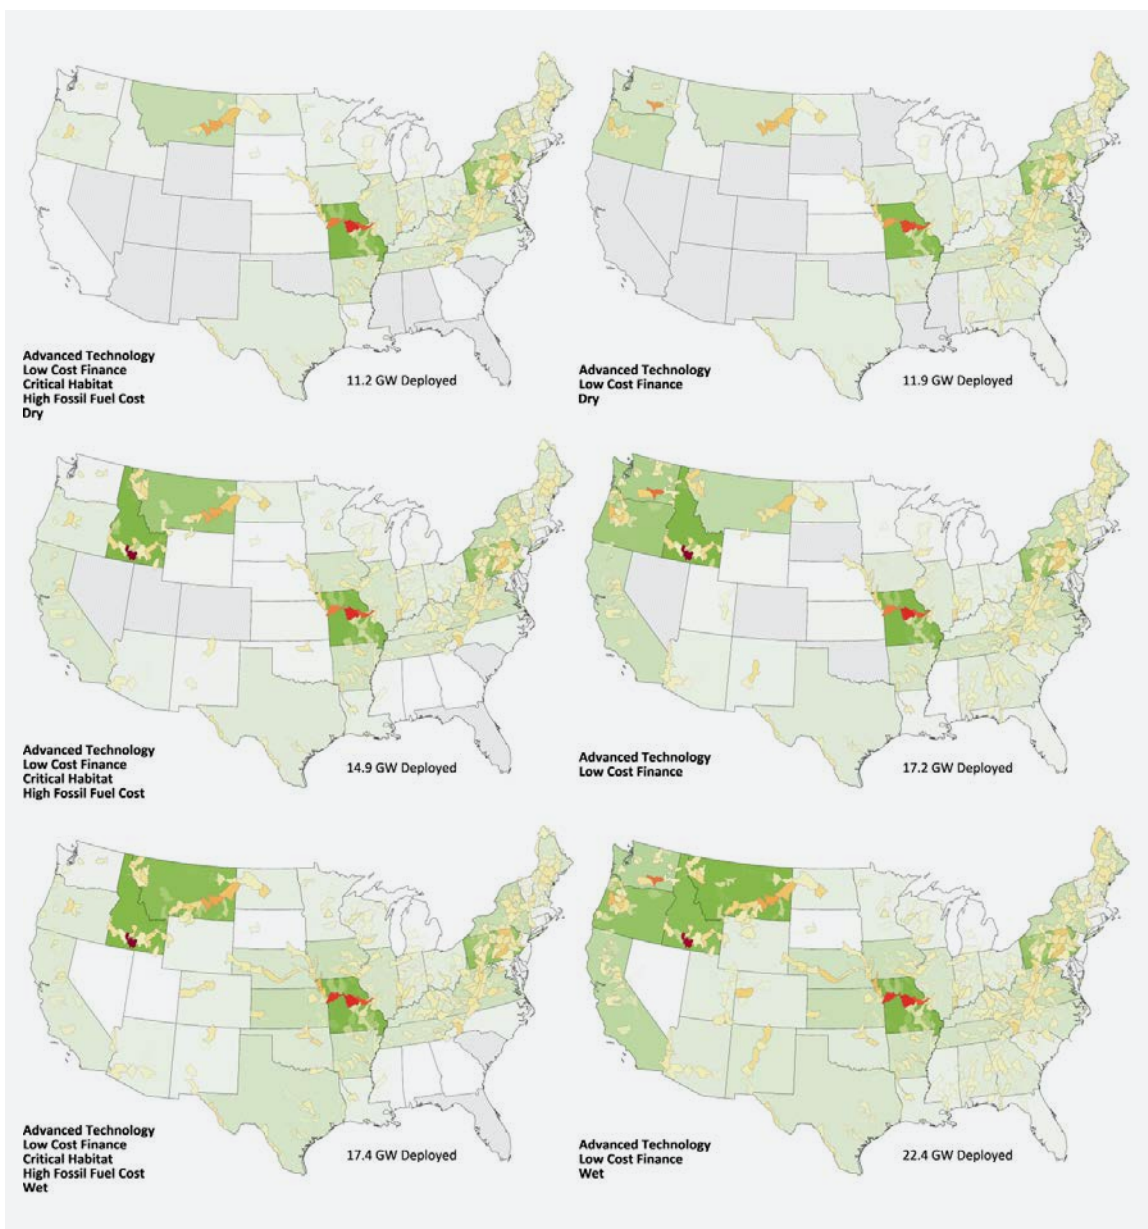 Advanced Technology
Low Cost Finance
Critical Habitat
High Fossil Fuel Cost
Dry
11.2 GW Deployed
Advanced Technology
Low Cost Finance
Dry
11.9 GW Deployed
Advanced Technology
Low Cost Finance
Critical Habitat
High Fossil Fuel Cost
14.9 GW Deployed
Advanced Technology
Low Cost Finance
17.2 GW Deployed
Advanced Technology
Low Cost Finance
Critical Habitat
High Fossil Fuel Cost
Wet
17.4 GW Deployed
Advanced Technology
Low Cost Finance
Wet
22.4 GW Deployed